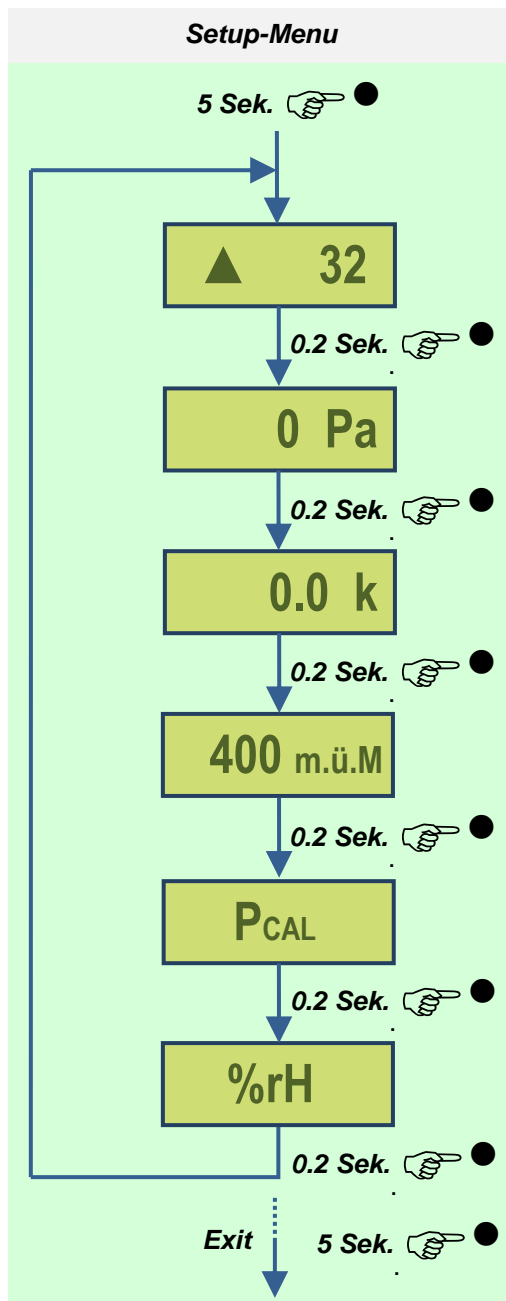 Setup-Menu
5 Sek.
▲ 32
0.2 Sek.
.
0 Pa
0.2 Sek.
.
0.0 k
0.2 Sek.
.
400 m.ü.M
0.2 Sek.
.
PCAL
0.2 Sek.
.
%rH
0.2 Sek.
.
Exit 5 Sek.
.